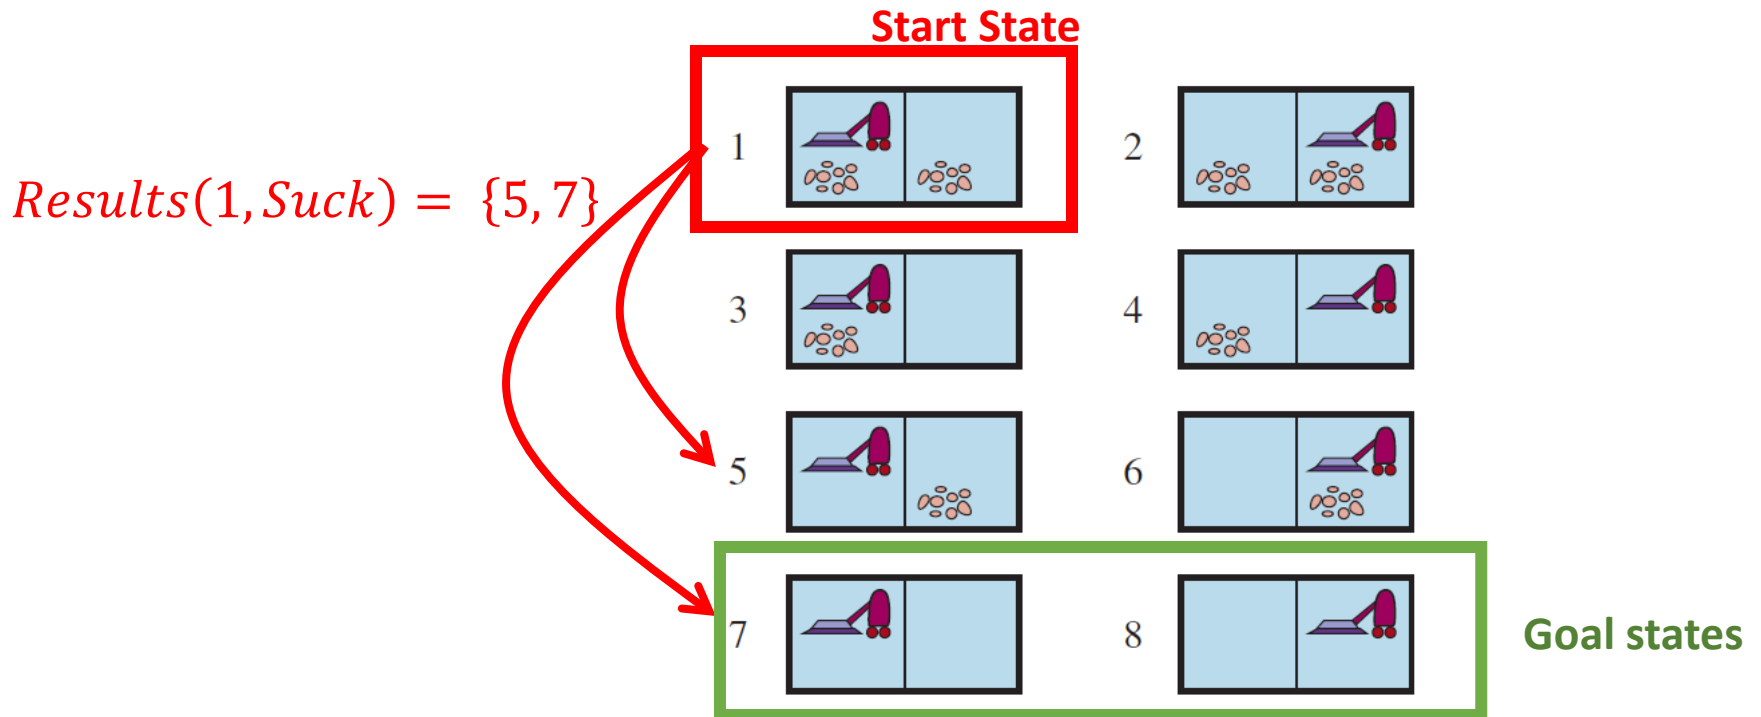 Start State
1
2
Results(1, Suck) = {5, 7}
3
4
5
6
7
8
Goal states